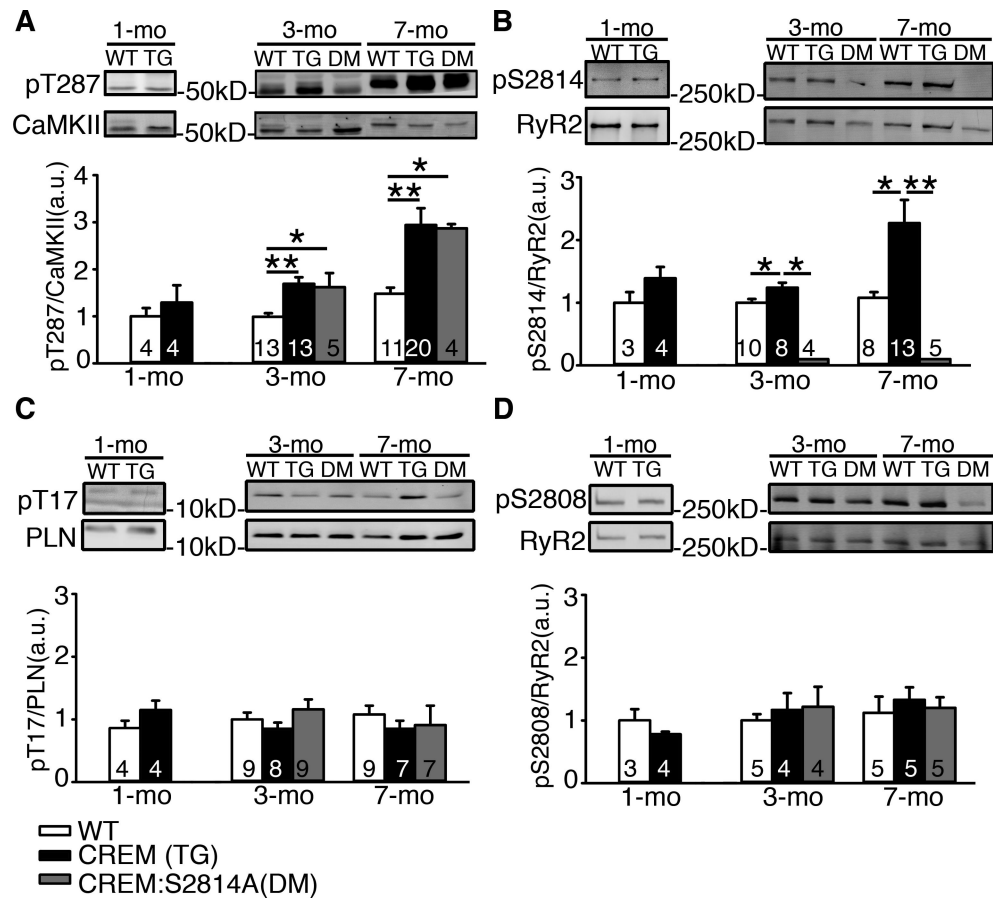 A
1-mo 3-mo 7-mo
WT TG WT TG DM WT TG DM
pT287 -50kD-
CaMKII -50kD-
pT287/CaMKII(a.u.)
4
3
2
1
0
* ** * **
4 4 13 13 5 11 20 4
1-mo 3-mo 7-mo
B
1-mo 3-mo 7-mo
WT TG WT TG DM WT TG DM
pS2814 -250kD-
RyR2 -250kD-
pS2814/RyR2(a.u.)
3
2
1
0
* * * **
3 4 10 8 4 8 13 5
1-mo 3-mo 7-mo
C
1-mo 3-mo 7-mo
WT TG WT TG DM WT TG DM
pT17 -10kD-
PLN -10kD-
pT17/PLN(a.u.)
3
2
1
0
4 4 9 8 9 9 7 7
1-mo 3-mo 7-mo
D
1-mo 3-mo 7-mo
WT TG WT TG DM WT TG DM
pS2808 -250kD-
RyR2 -250kD-
pS2808/RyR2(a.u.)
3
2
1
0
3 4 5 4 4 5 5 5
1-mo 3-mo 7-mo
WT
CREM (TG)
CREM:S2814A(DM)